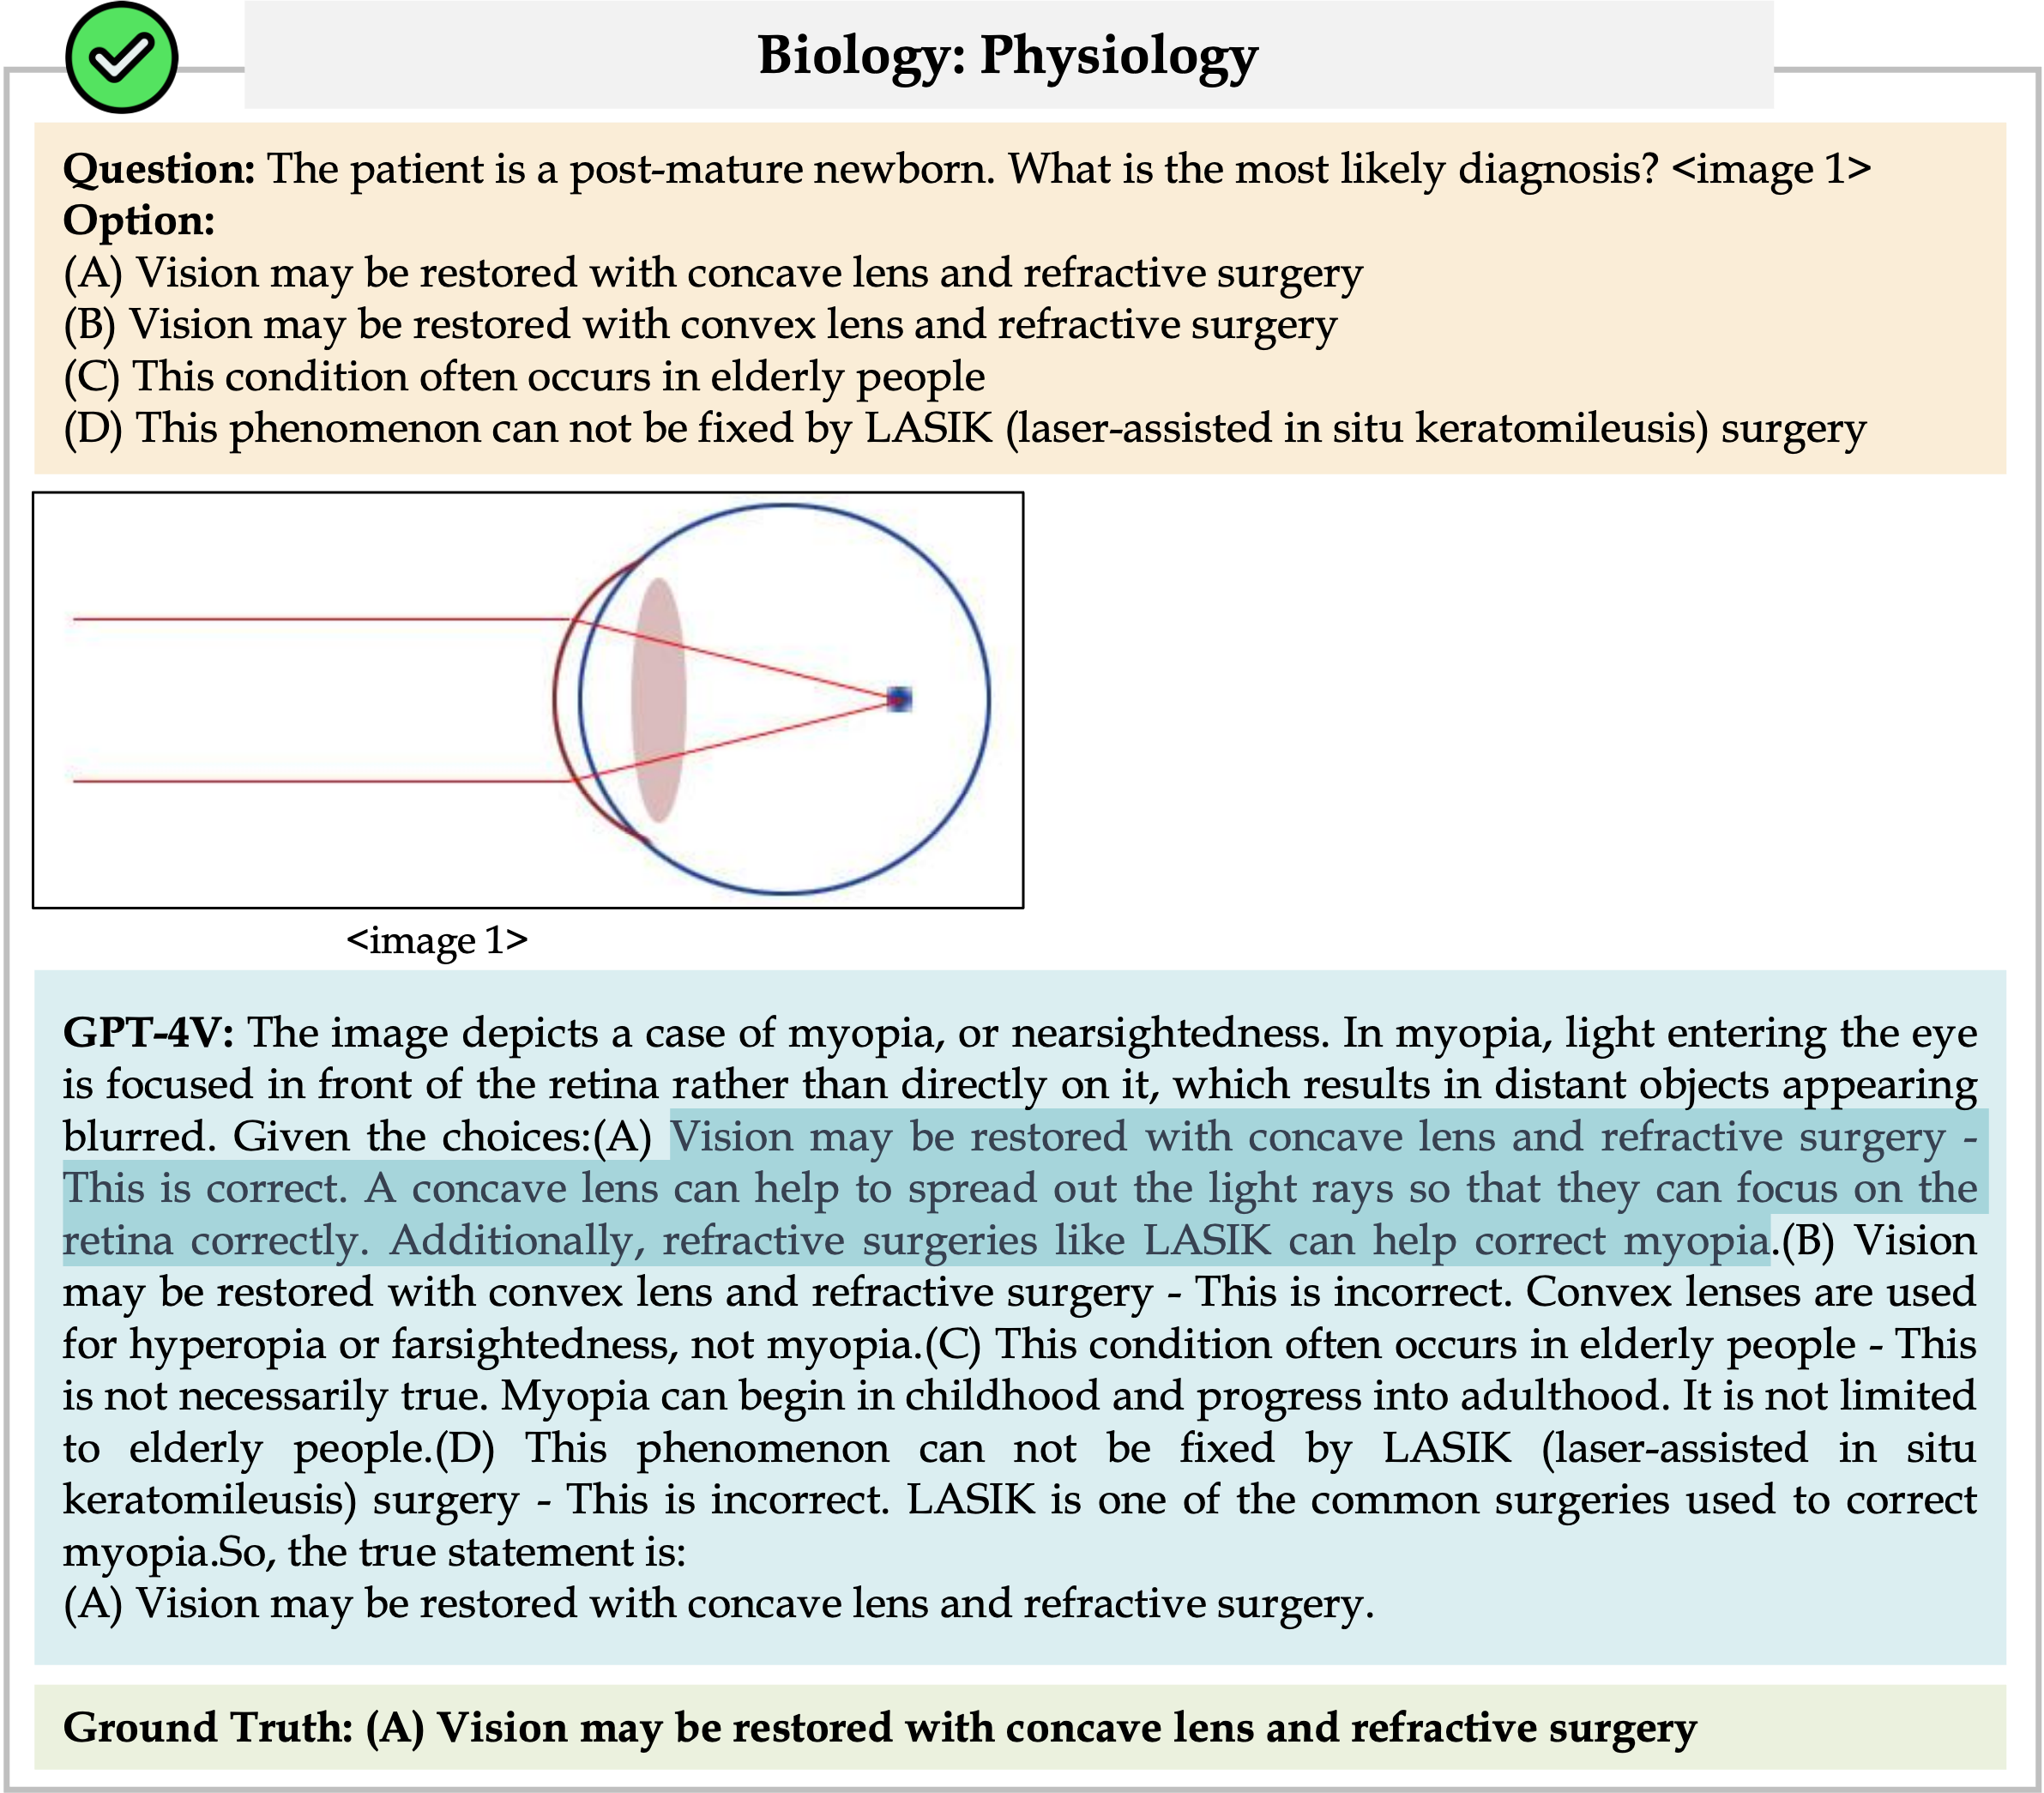 Biology: Physiology
Question: The patient is a post-mature newborn. What is the most likely diagnosis? <image 1>
Option:
(A) Vision may be restored with concave lens and refractive surgery
(B) Vision may be restored with convex lens and refractive surgery
(C) This condition often occurs in elderly people
(D) This phenomenon can not be fixed by LASIK (laser-assisted in situ keratomileusis) surgery
<image 1>
GPT-4V: The image depicts a case of myopia, or nearsightedness. In myopia, light entering the eye
is focused in front of the retina rather than directly on it, which results in distant objects appearing
blurred. Given the choices:(A) Vision may be restored with concave lens and refractive surgery -
This is correct. A concave lens can help to spread out the light rays so that they can focus on the
retina correctly. Additionally, refractive surgeries like LASIK can help correct myopia.(B) Vision
may be restored with convex lens and refractive surgery - This is incorrect. Convex lenses are used
for hyperopia or farsightedness, not myopia.(C) This condition often occurs in elderly people - This
is not necessarily true. Myopia can begin in childhood and progress into adulthood. It is not limited
to elderly people.(D) This phenomenon can not be fixed by LASIK (laser-assisted in situ
keratomileusis) surgery - This is incorrect. LASIK is one of the common surgeries used to correct
myopia.So, the true statement is:
(A) Vision may be restored with concave lens and refractive surgery.
Ground Truth: (A) Vision may be restored with concave lens and refractive surgery